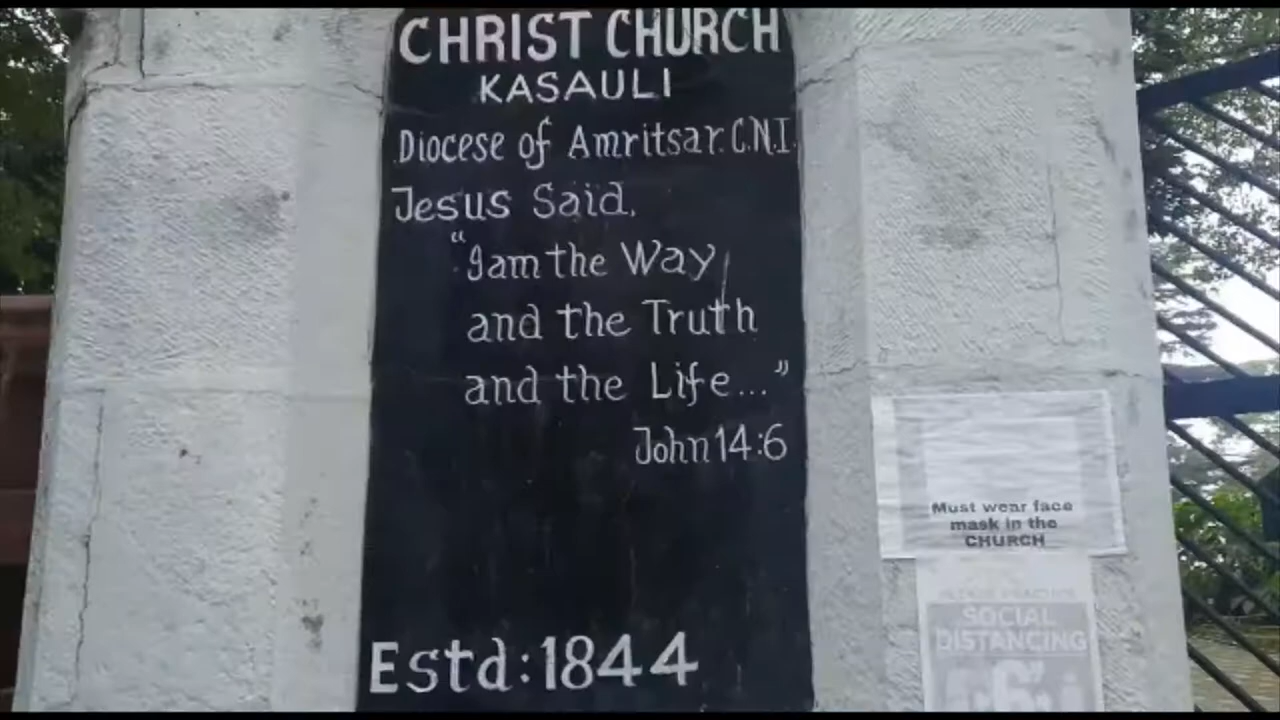 CHRIST CHURCH
KASAULI
Diocese of Amritsar. C.N.I.
Jesus Said,
"I am the Way,
and the Truth
and the Life..."
John 14:6
Estd:1844
Must wear face
mask in the
CHURCH
SOCIAL
DISTANCING